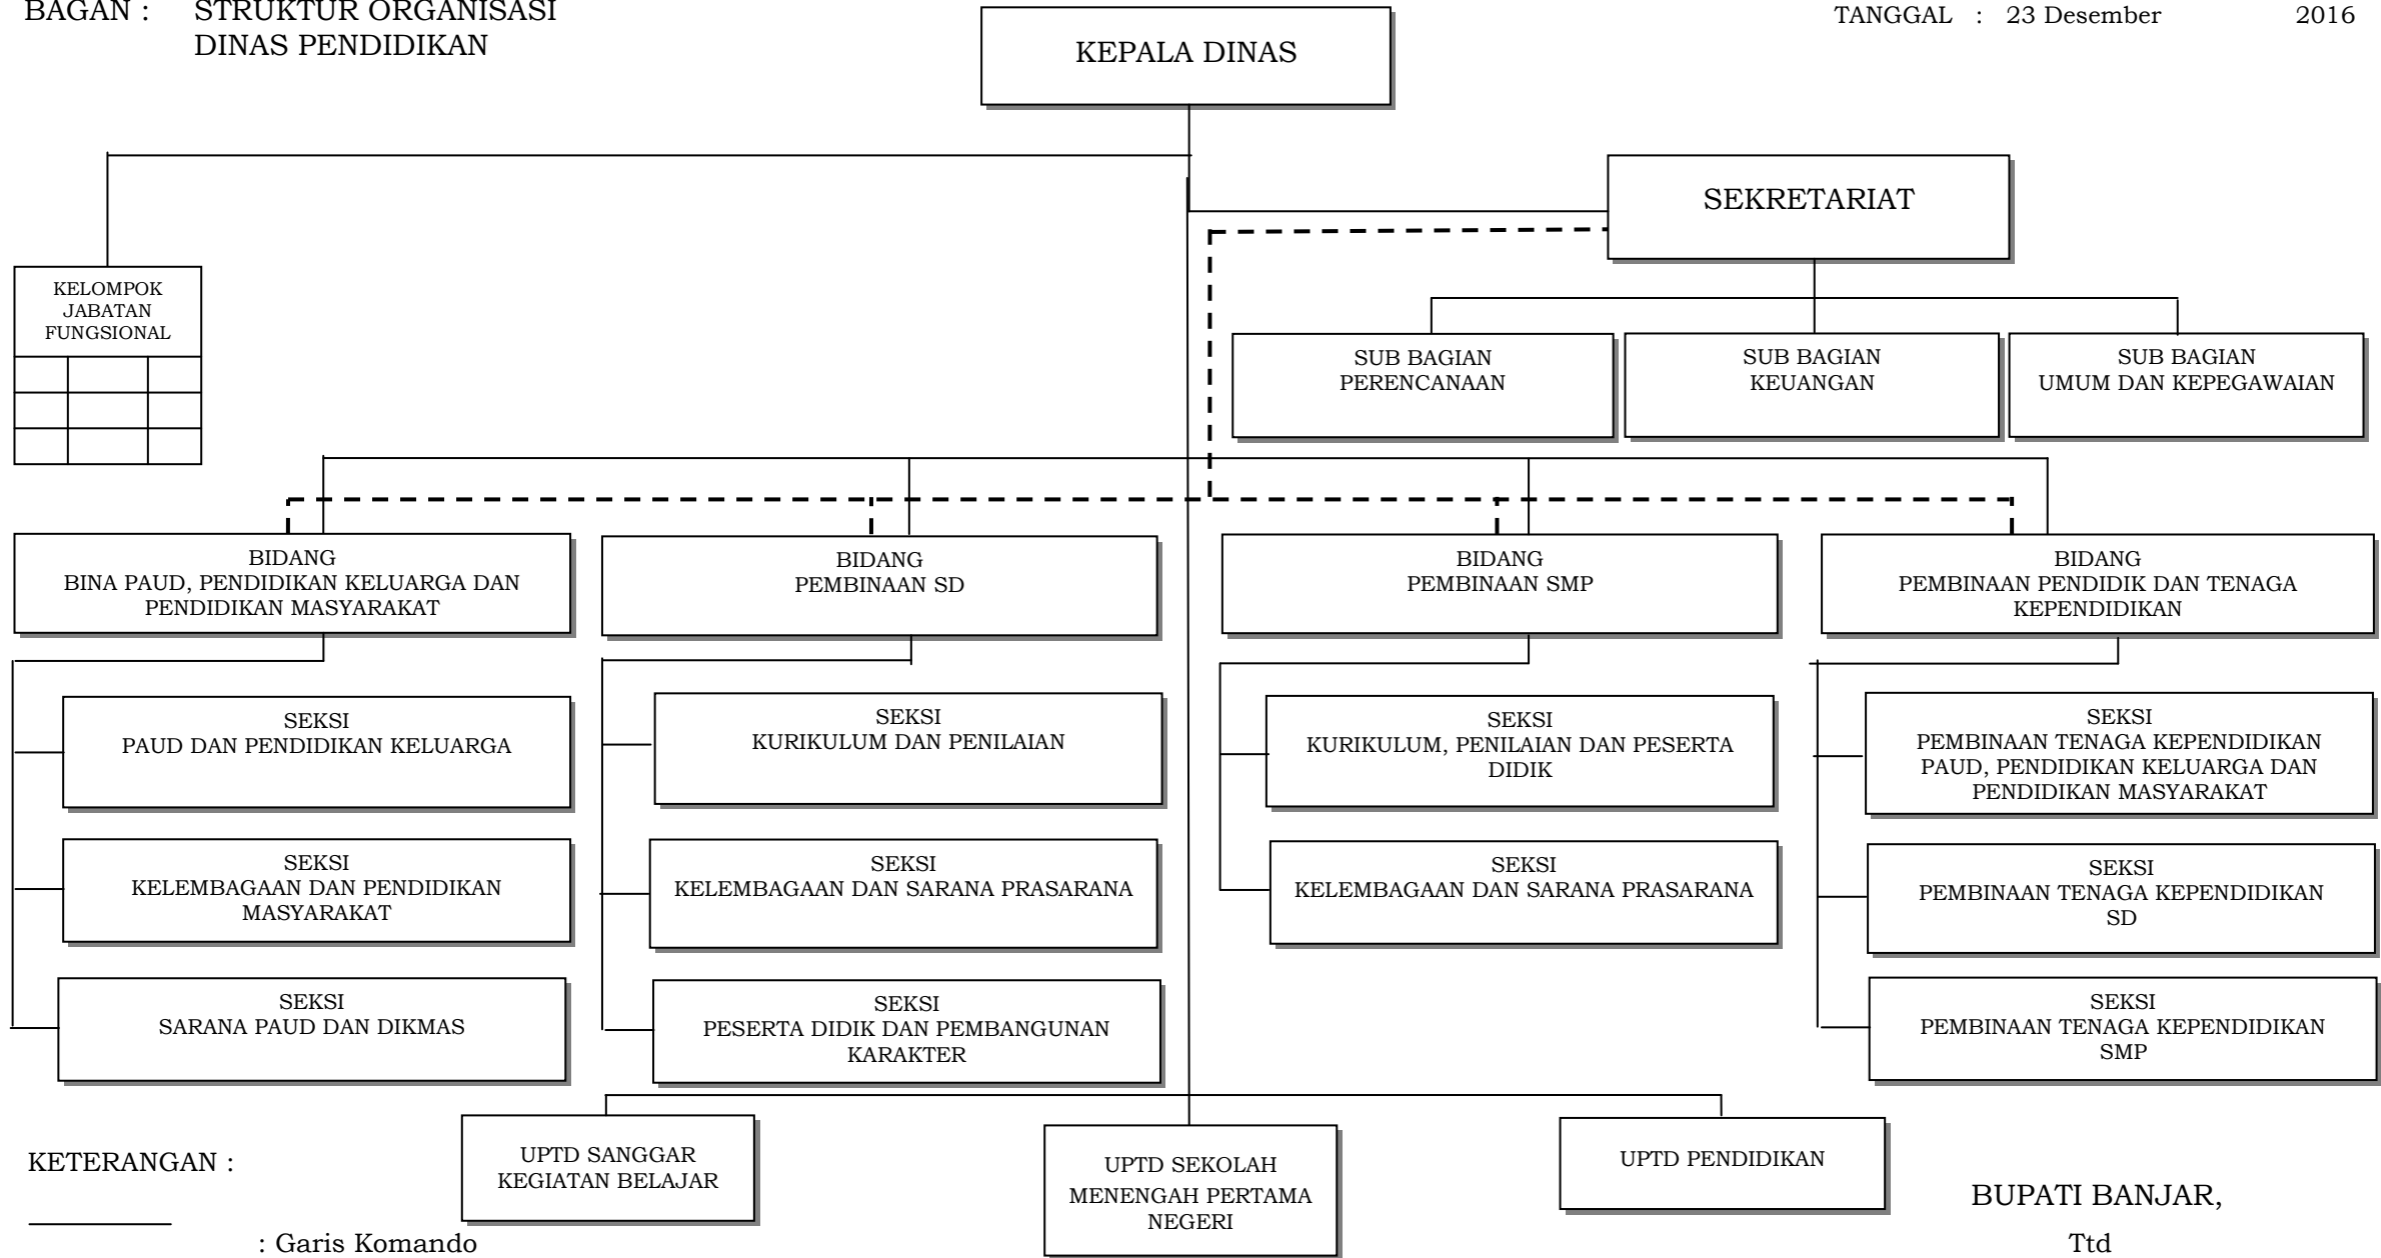 BAGAN : STRUKTUR ORGANISASI
DINAS PENDIDIKAN
TANGGAL : 23 Desember 2016
KEPALA DINAS
SEKRETARIAT
KELOMPOK
JABATAN
FUNGSIONAL
SUB BAGIAN
PERENCANAAN
SUB BAGIAN
KEUANGAN
SUB BAGIAN
UMUM DAN KEPEGAWAIAN
BIDANG
BINA PAUD, PENDIDIKAN KELUARGA DAN
PENDIDIKAN MASYARAKAT
BIDANG
PEMBINAAN SD
BIDANG
PEMBINAAN SMP
BIDANG
PEMBINAAN PENDIDIK DAN TENAGA
KEPENDIDIKAN
SEKSI
PAUD DAN PENDIDIKAN KELUARGA
SEKSI
KURIKULUM DAN PENILAIAN
SEKSI
KURIKULUM, PENILAIAN DAN PESERTA
DIDIK
SEKSI
PEMBINAAN TENAGA KEPENDIDIKAN
PAUD, PENDIDIKAN KELUARGA DAN
PENDIDIKAN MASYARAKAT
SEKSI
KELEMBAGAAN DAN PENDIDIKAN
MASYARAKAT
SEKSI
KELEMBAGAAN DAN SARANA PRASARANA
SEKSI
KELEMBAGAAN DAN SARANA PRASARANA
SEKSI
PEMBINAAN TENAGA KEPENDIDIKAN
SD
SEKSI
SARANA PAUD DAN DIKMAS
SEKSI
PESERTA DIDIK DAN PEMBANGUNAN
KARAKTER
SEKSI
PEMBINAAN TENAGA KEPENDIDIKAN
SMP
UPTD SANGGAR
KEGIATAN BELAJAR
UPTD SEKOLAH
MENENGAH PERTAMA
NEGERI
UPTD PENDIDIKAN
KETERANGAN :
: Garis Komando
BUPATI BANJAR,
Ttd